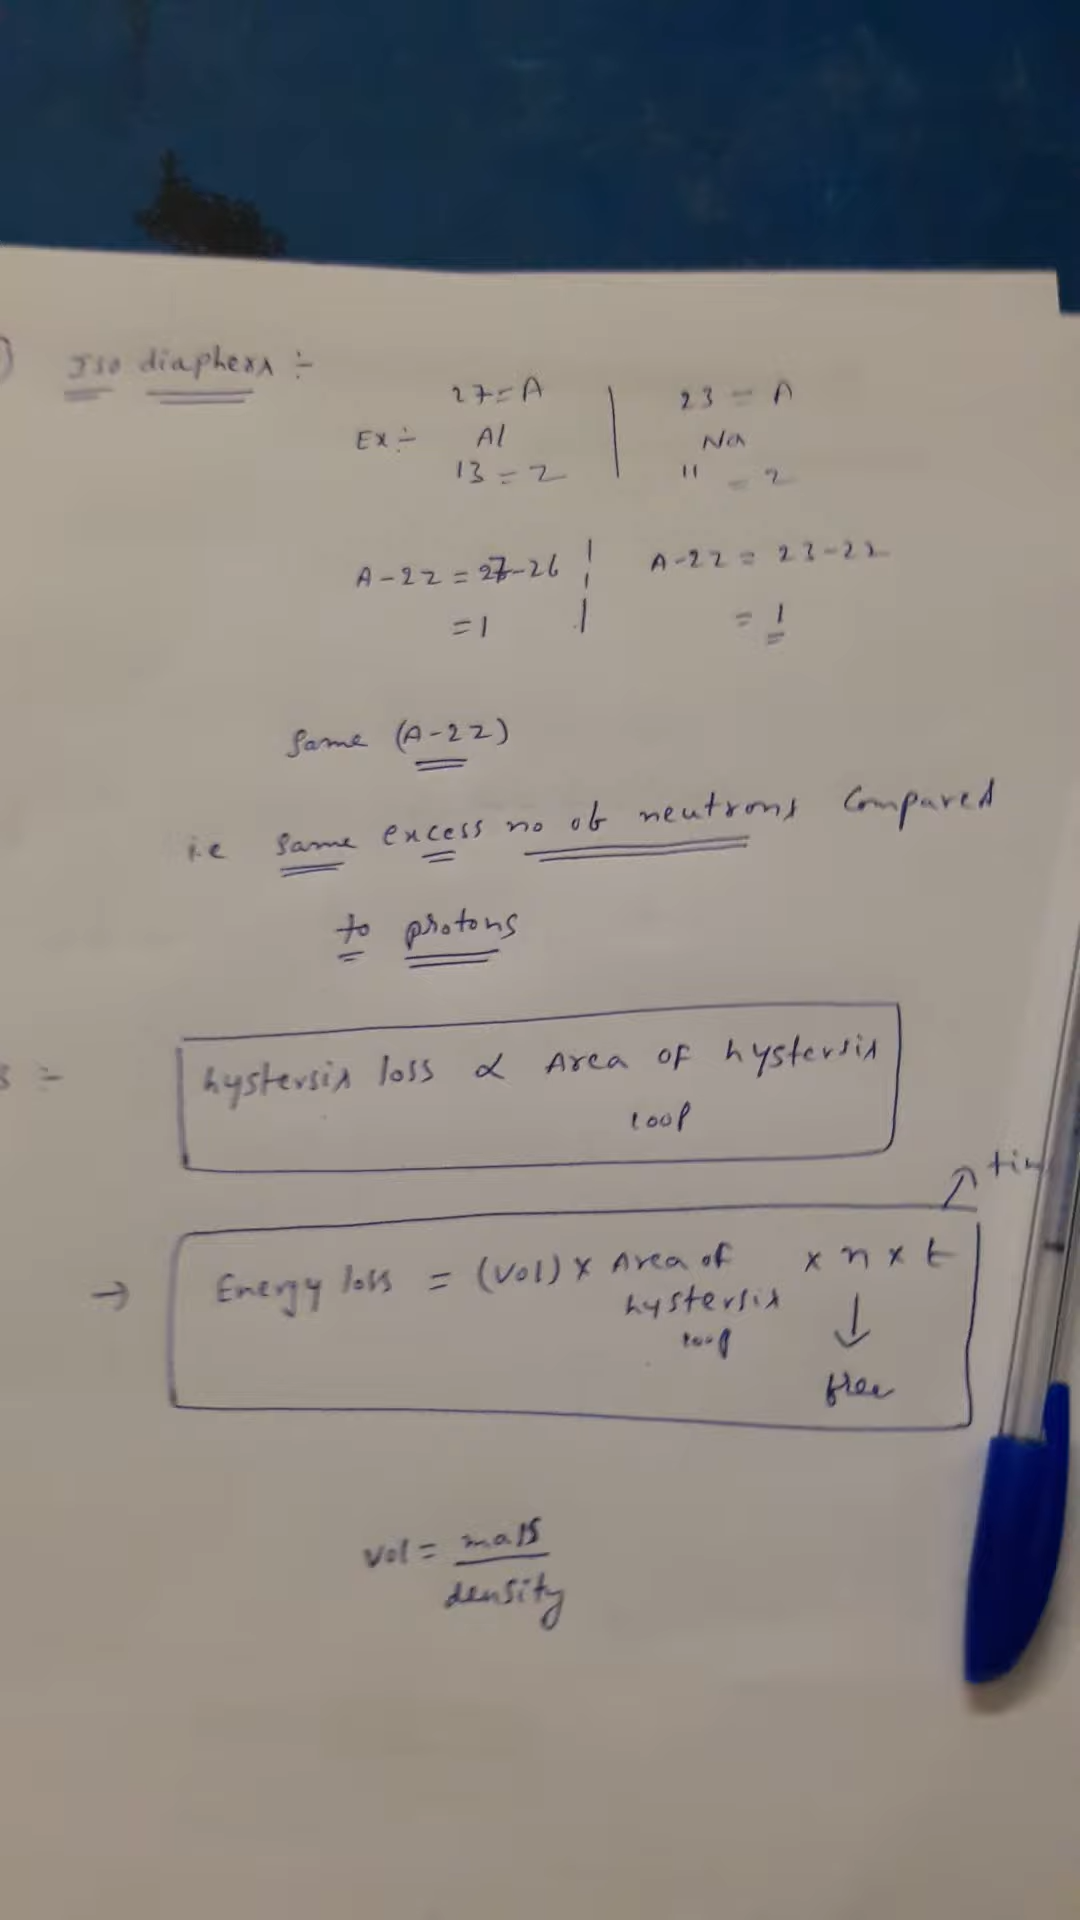 Iso diaphers :-
27=A | 23 = A
Ex:- Al | Na
13 = Z | 11 = Z
A-2Z = 27-26 | A-2Z = 23-22
=1 | = 1
Same (A-2Z)
i.e same excess no of neutrons Compared
to protons
hystersis loss ∝ Area of hystersis
loop
→ Energy loss = (Vol) × Area of × n × t
hystersis
loop
free
Vol = mass
density